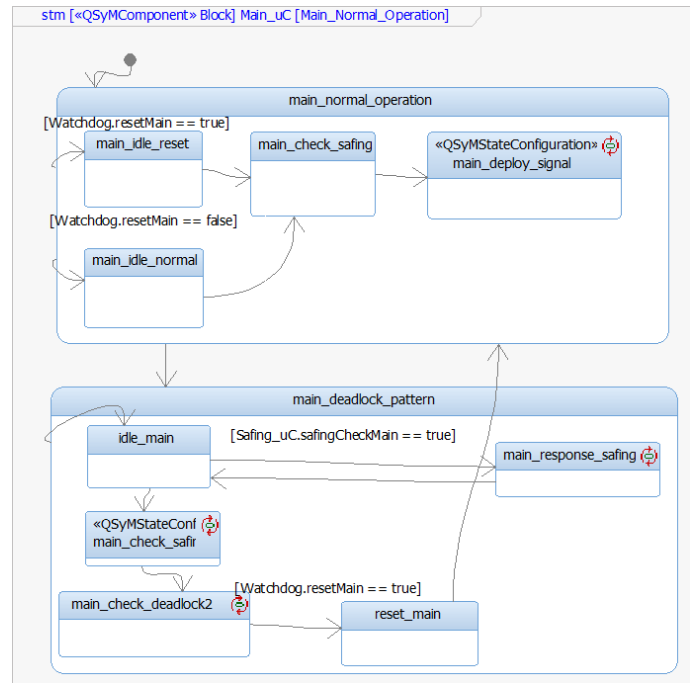 stm [«QSyMComponent» Block] Main_uC [Main_Normal_Operation]
main_normal_operation
[Watchdog.resetMain == true]
main_idle_reset
main_check_safing
«QSyMStateConfiguration»
main_deploy_signal
[Watchdog.resetMain == false]
main_idle_normal
main_deadlock_pattern
idle_main
[Safing_uC.safingCheckMain == true]
main_response_safing
«QSyMStateConf
main_check_safir
main_check_deadlock2
[Watchdog.resetMain == true]
reset_main